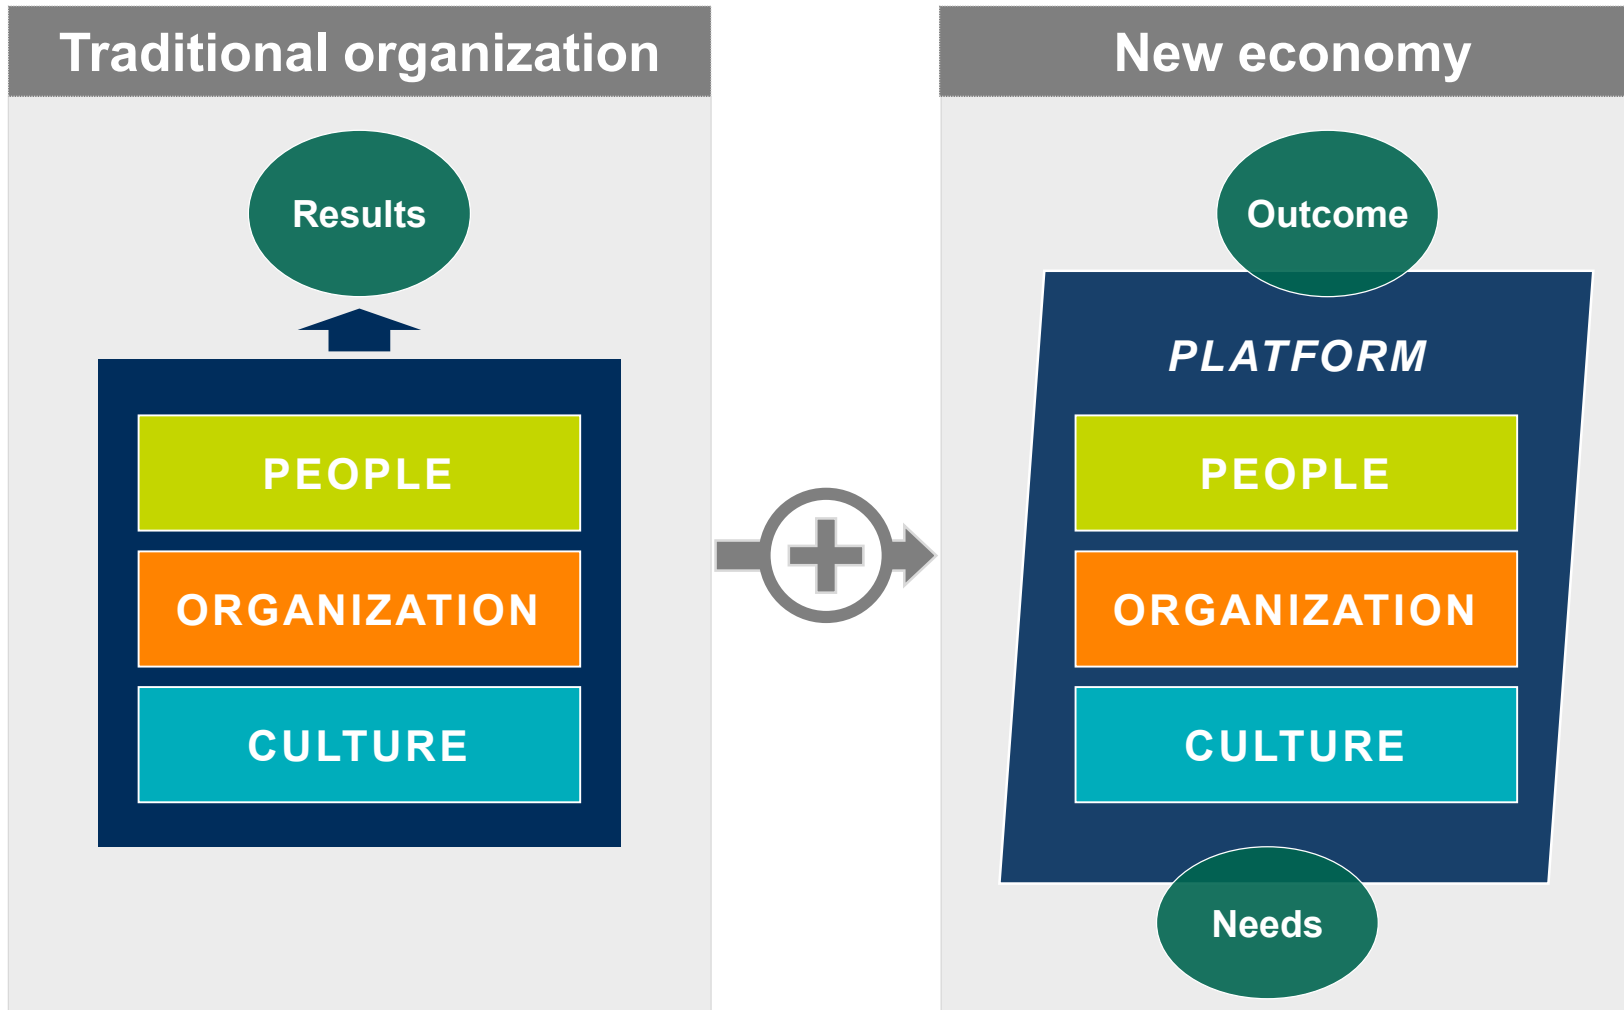 Traditional organization
Results
PEOPLE
ORGANIZATION
CULTURE
New economy
Outcome
PLATFORM
PEOPLE
ORGANIZATION
CULTURE
Needs